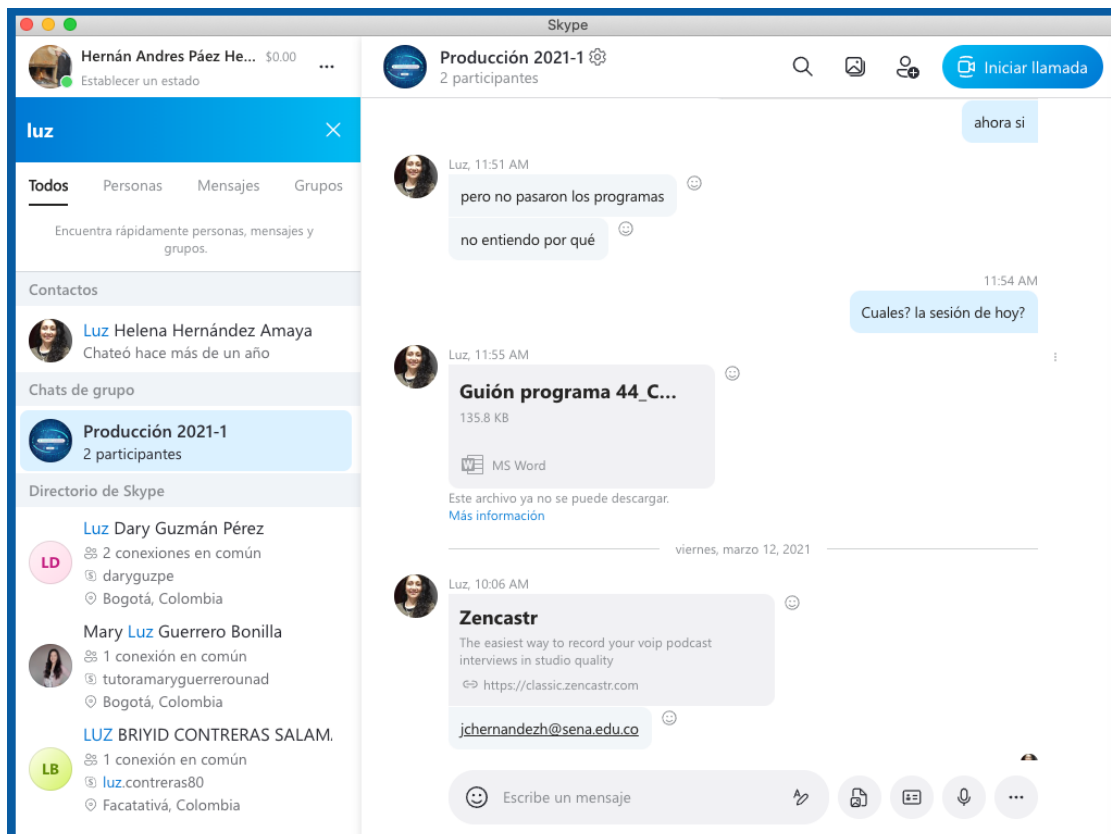 Skype
Hernán Andres Páez He... $0.00 ...
Establecer un estado
luz
Todos Personas Mensajes Grupos
Encuentra rápidamente personas, mensajes y
grupos.
Contactos
Luz Helena Hernández Amaya
Chateó hace más de un año
Chats de grupo
Producción 2021-1
2 participantes
Directorio de Skype
LD
Luz Dary Guzmán Pérez
2 conexiones en común
daryguzpe
Bogotá, Colombia
Mary Luz Guerrero Bonilla
1 conexión en común
tutoramaryguerrerounad
Bogotá, Colombia
LB
LUZ BRIYID CONTRERAS SALAM.
1 conexión en común
luz.contreras80
Facatativá, Colombia
Producción 2021-1
2 participantes
Iniciar llamada
ahora si
Luz, 11:51 AM
pero no pasaron los programas
no entiendo por qué
11:54 AM
Cuales? la sesión de hoy?
Luz, 11:55 AM
Guión programa 44_C...
135.8 KB
MS Word
Este archivo ya no se puede descargar.
Más información
viernes, marzo 12, 2021
Luz, 10:06 AM
Zencastr
The easiest way to record your voip podcast
interviews in studio quality
https://classic.zencastr.com
jchernandezh@sena.edu.co
Escribe un mensaje